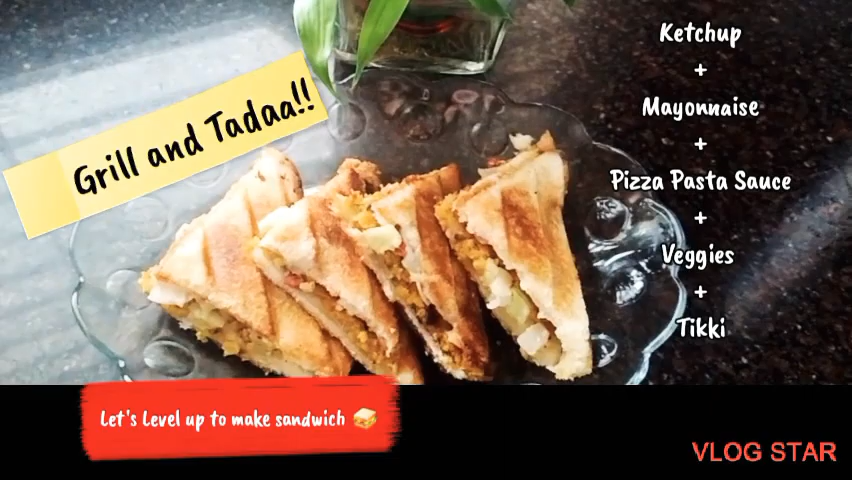 Grill and Tadaa!!
Ketchup
+
Mayonnaise
+
Pizza Pasta Sauce
+
Veggies
+
Tikki
Let's Level up to make sandwich
VLOG STAR